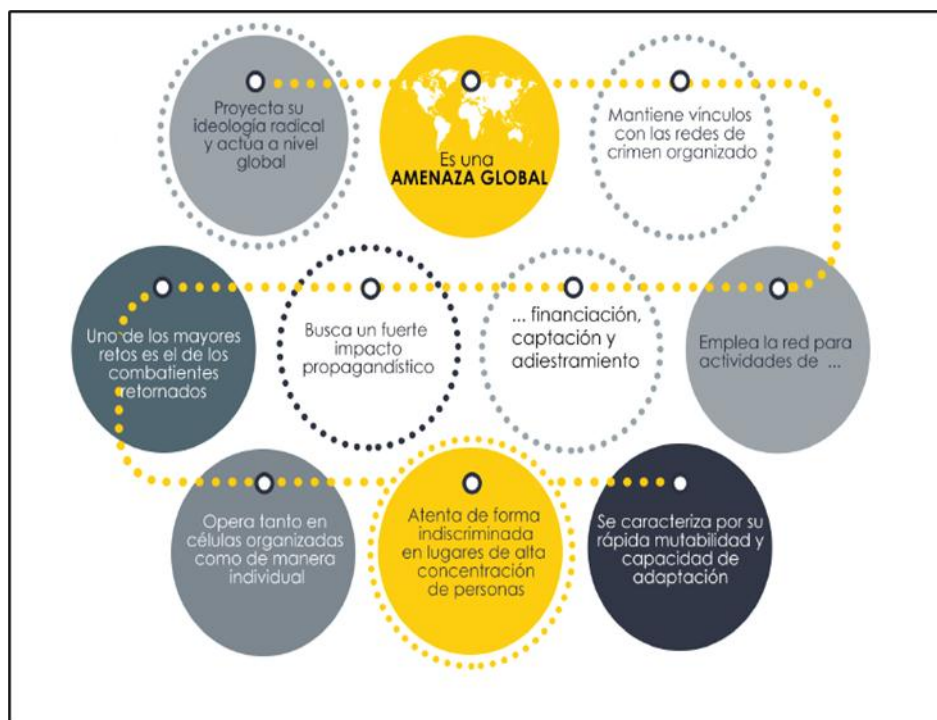 Proyecta su
ideología radical
y actúa a nivel
global
Es una
AMENAZA GLOBAL
Mantiene vínculos
con las redes de
crimen organizado
Emplea la red para
actividades de ...
... financiación,
captación y
adiestramiento
Busca un fuerte
impacto
propagandístico
Uno de los mayores
retos es el de los
combatientes
retornados
Opera tanto en
células organizadas
como de manera
individual
Atenta de forma
indiscriminada
en lugares de alta
concentración
de personas
Se caracteriza por su
rápida mutabilidad y
capacidad de
adaptación